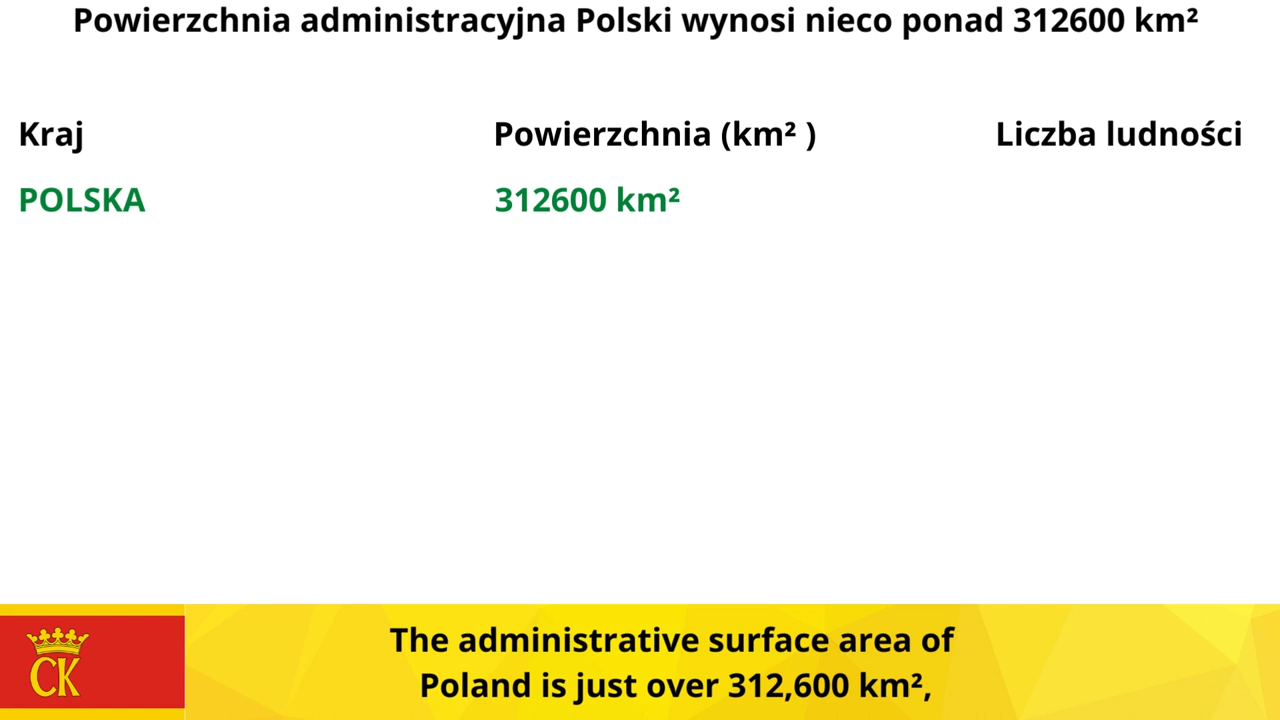 Powierzchnia administracyjna Polski wynosi nieco ponad 312600 km²
Kraj Powierzchnia (km² ) Liczba ludności
POLSKA 312600 km²
CK
The administrative surface area of
Poland is just over 312,600 km²,